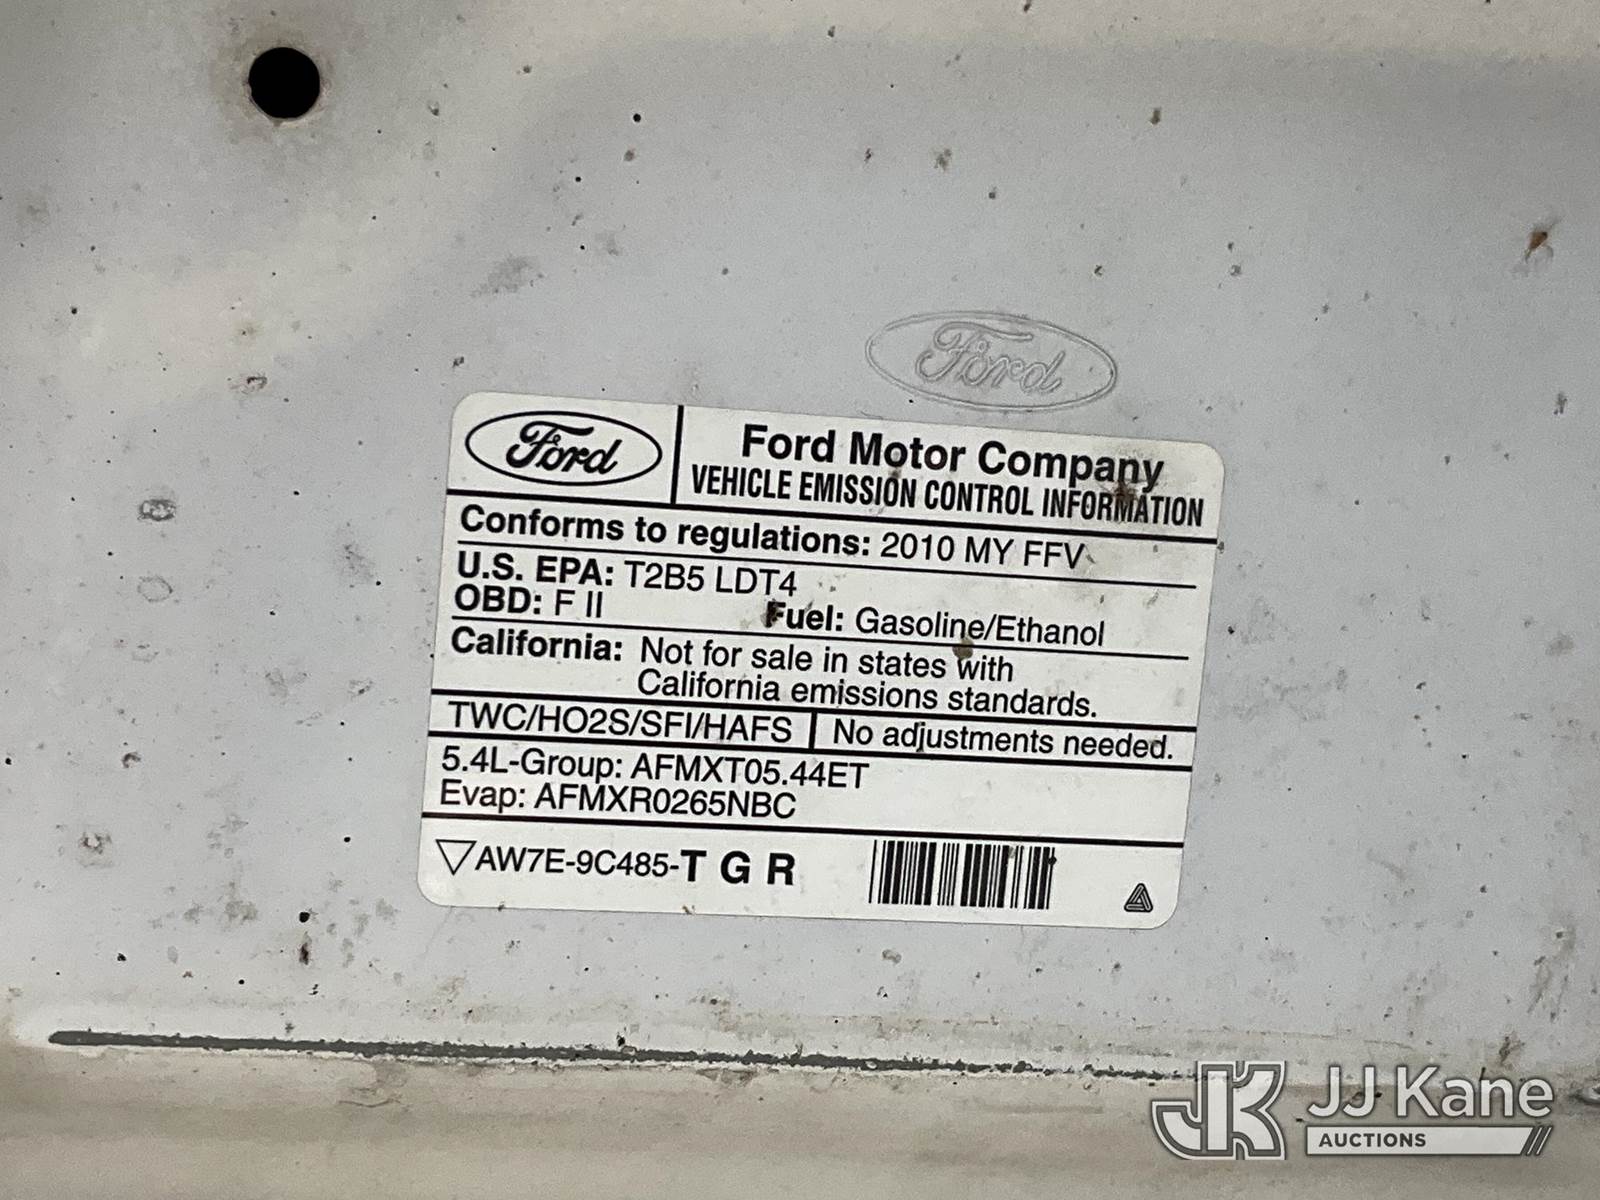 Ford
Ford
Ford Motor Company
VEHICLE EMISSION CONTROL INFORMATION
Conforms to regulations: 2010 MY FFV
U.S. EPA: T2B5 LDT4
OBD: F II Fuel: Gasoline/Ethanol
California: Not for sale in states with
California emissions standards.
TWC/HO2S/SFI/HAFS No adjustments needed.
5.4L-Group: AFMXT05.44ET
Evap: AFMXR0265NBC
AW7E-9C485-T G R
JK JJ Kane
AUCTIONS